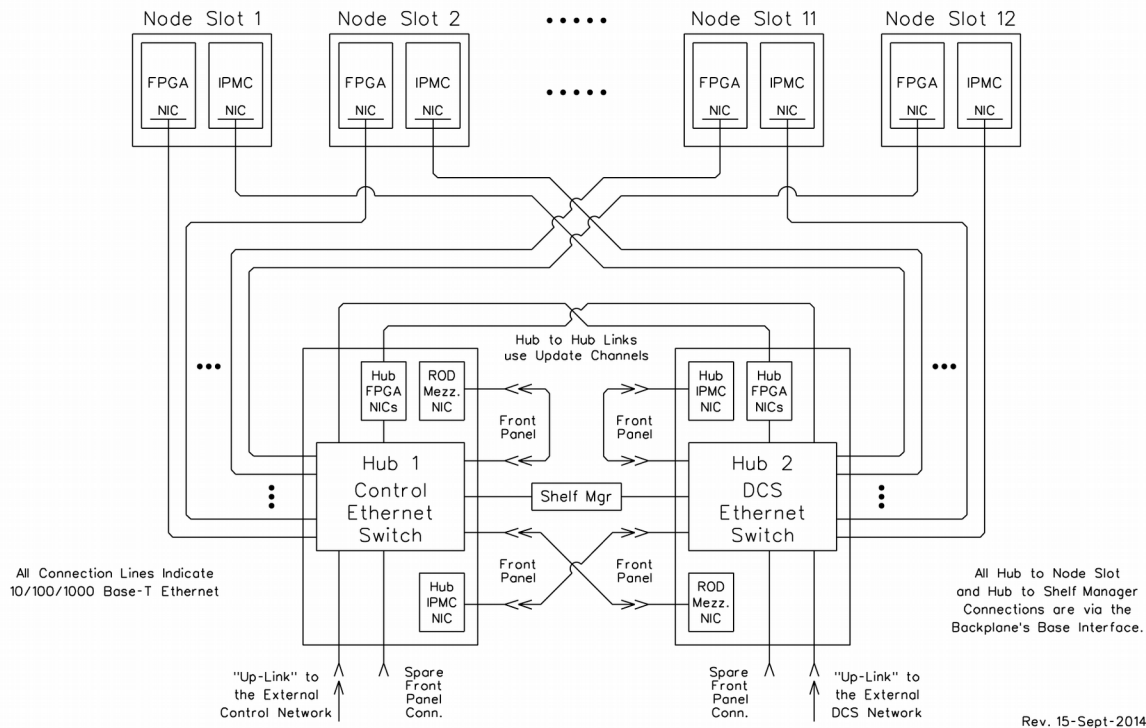 Node Slot 1
Node Slot 2
Node Slot 11
Node Slot 12
FPGA
NIC
IPMC
NIC
FPGA
NIC
IPMC
NIC
FPGA
NIC
IPMC
NIC
FPGA
NIC
IPMC
NIC
Hub to Hub Links
use Update Channels
Hub
FPGA
NICs
ROD
Mezz.
NIC
Front
Panel
Front
Panel
Hub
IPMC
NIC
Hub
FPGA
NICs
Hub 1
Control
Ethernet
Switch
Shelf Mgr
Hub 2
DCS
Ethernet
Switch
Hub
IPMC
NIC
Front
Panel
Front
Panel
ROD
Mezz.
NIC
All Connection Lines Indicate
10/100/1000 Base-T Ethernet
All Hub to Node Slot
and Hub to Shelf Manager
Connections are via the
Backplane's Base Interface.
"Up-Link" to
the External
Control Network
Spare
Front
Panel
Conn.
Spare
Front
Panel
Conn.
"Up-Link" to
the External
DCS Network
Rev. 15-Sept-2014